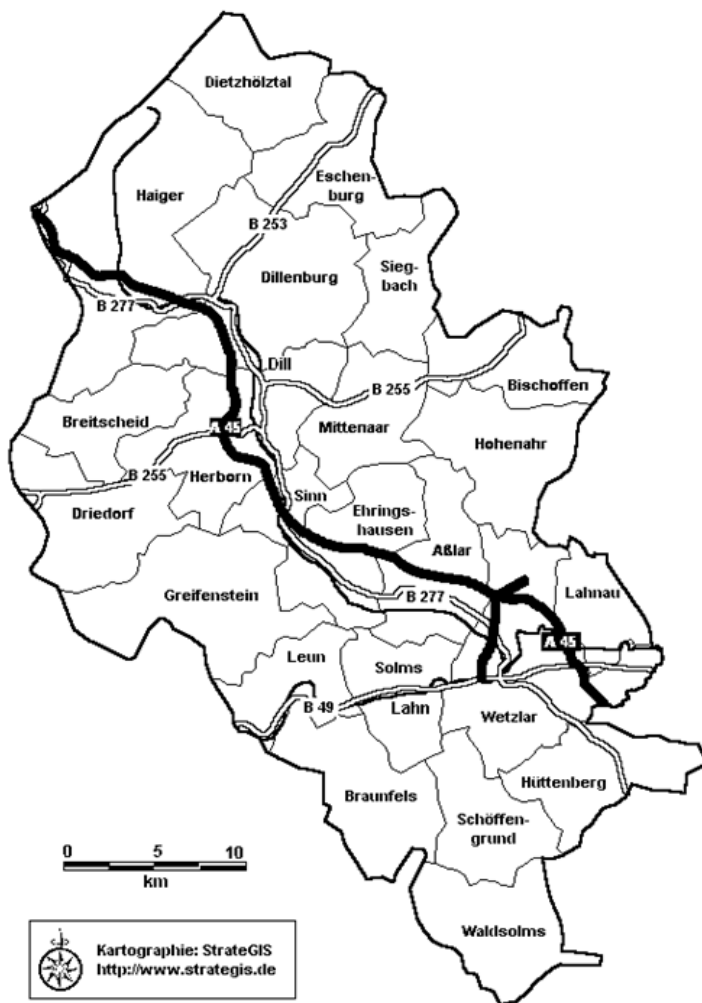 Dietzhölztal
Haiger
Eschen-
burg
B 253
Dillenburg
Sieg-
bach
B 277
Dill
B 255
Bischoffen
Breitscheid
A 45
Mittenaar
Hohenahr
B 255
Herborn
Sinn
Driedorf
Ehrings-
hausen
Aßlar
Greifenstein
B 277
Lahnau
A 45
Leun
Solms
B 49
Lahn
Wetzlar
Hüttenberg
Braunfels
Schöffen-
grund
0 5 10
km
Waldsolms
Kartographie: StrateGIS
http://www.strategis.de